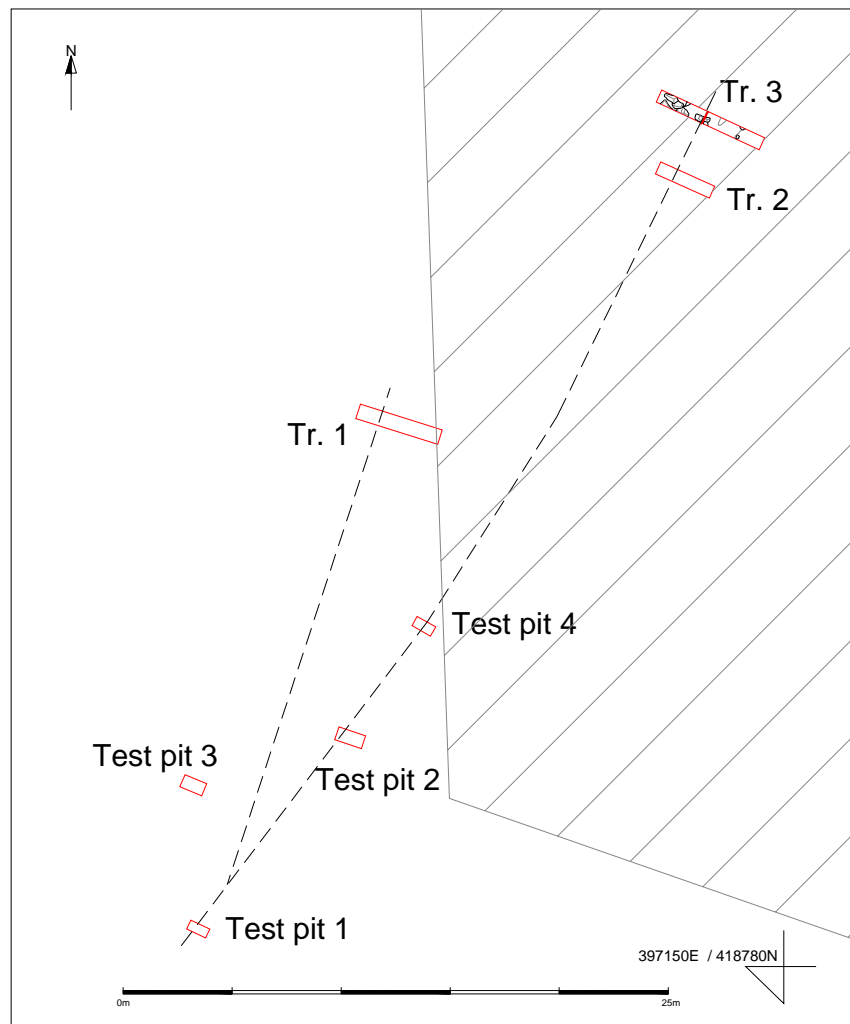 N
Tr. 3
Tr. 2
Tr. 1
Test pit 4
Test pit 3
Test pit 2
Test pit 1
397150E / 418780N
0m
25m